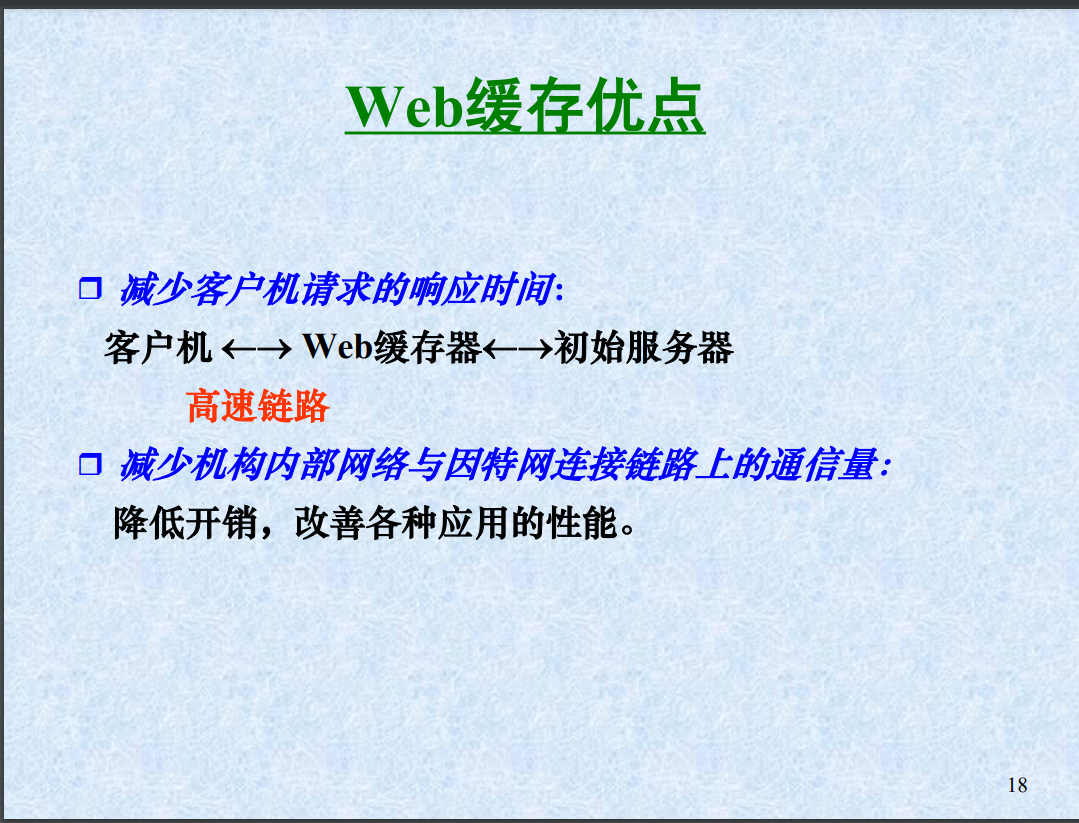 Web缓存优点
❒ 减少客户机请求的响应时间:
客户机 ←→ Web缓存器←→初始服务器
高速链路
❒ 减少机构内部网络与因特网连接链路上的通信量:
降低开销，改善各种应用的性能。
18